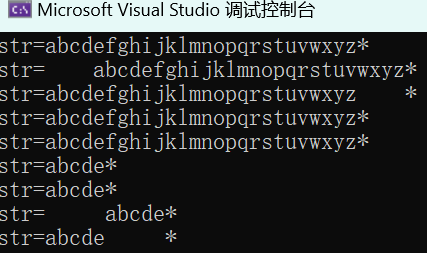 Microsoft Visual Studio 调试控制台
str=abcdefghijklmnopqrstuvwxyz*
str=    abcdefghijklmnopqrstuvwxyz*
str=abcdefghijklmnopqrstuvwxyz    *
str=abcdefghijklmnopqrstuvwxyz*
str=abcdefghijklmnopqrstuvwxyz*
str=abcde*
str=abcde*
str=     abcde*
str=abcde     *